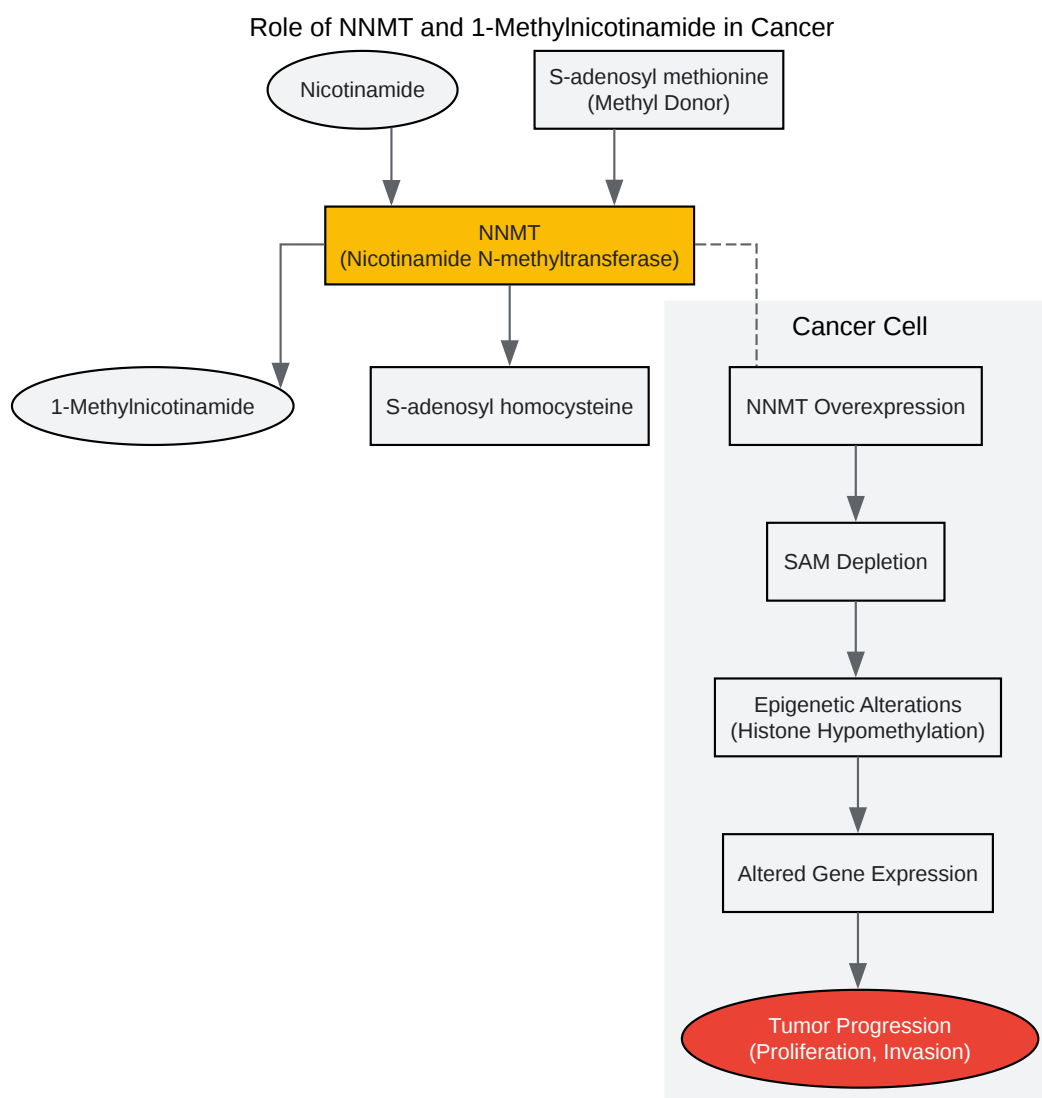 Role of NNMT and 1-Methylnicotinamide in Cancer
Nicotinamide
S-adenosyl methionine
(Methyl Donor)
NNMT
(Nicotinamide N-methyltransferase)
Cancer Cell
1-Methylnicotinamide
S-adenosyl homocysteine
NNMT Overexpression
SAM Depletion
Epigenetic Alterations
(Histone Hypomethylation)
Altered Gene Expression
Tumor Progression
(Proliferation, Invasion)